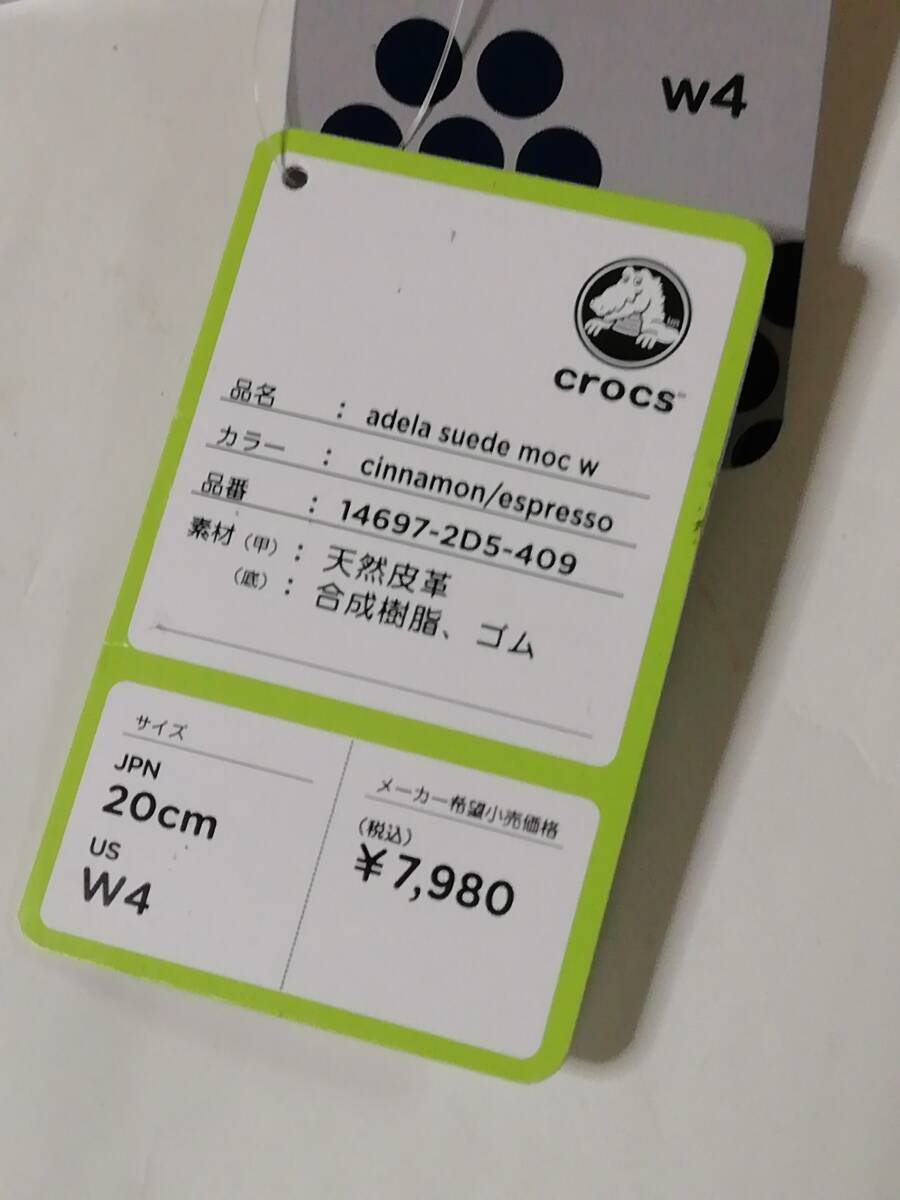 w4
crocs™
品名 : adela suede moc w
カラー : cinnamon/espresso
品番 : 14697-2D5-409
素材 (甲) : 天然皮革
(底) : 合成樹脂、ゴム
サイズ
JPN
20cm
US
W4
メーカー希望小売価格
(税込)
¥7,980